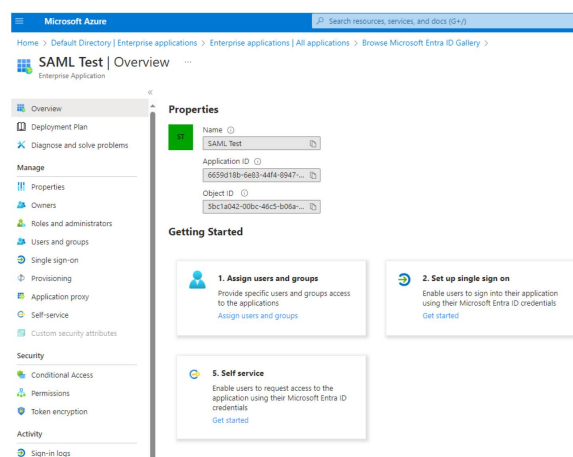 Microsoft Azure
Search resources, services, and docs (G+/)
Home > Default Directory | Enterprise applications > Enterprise applications | All applications > Browse Microsoft Entra ID Gallery >
SAML Test | Overview ...
Enterprise Application
«
Overview
Deployment Plan
Diagnose and solve problems
Manage
Properties
Owners
Roles and administrators
Users and groups
Single sign-on
Provisioning
Application proxy
Self-service
Custom security attributes
Security
Conditional Access
Permissions
Token encryption
Activity
Sign-in logs
Properties
ST
Name
SAML Test
Application ID
6659d18b-6e83-44f4-8947-...
Object ID
5bc1a042-00bc-46c5-b06a-...
Getting Started
1. Assign users and groups
Provide specific users and groups access
to the applications
Assign users and groups
2. Set up single sign on
Enable users to sign into their application
using their Microsoft Entra ID credentials
Get started
5. Self service
Enable users to request access to the
application using their Microsoft Entra ID
credentials
Get started